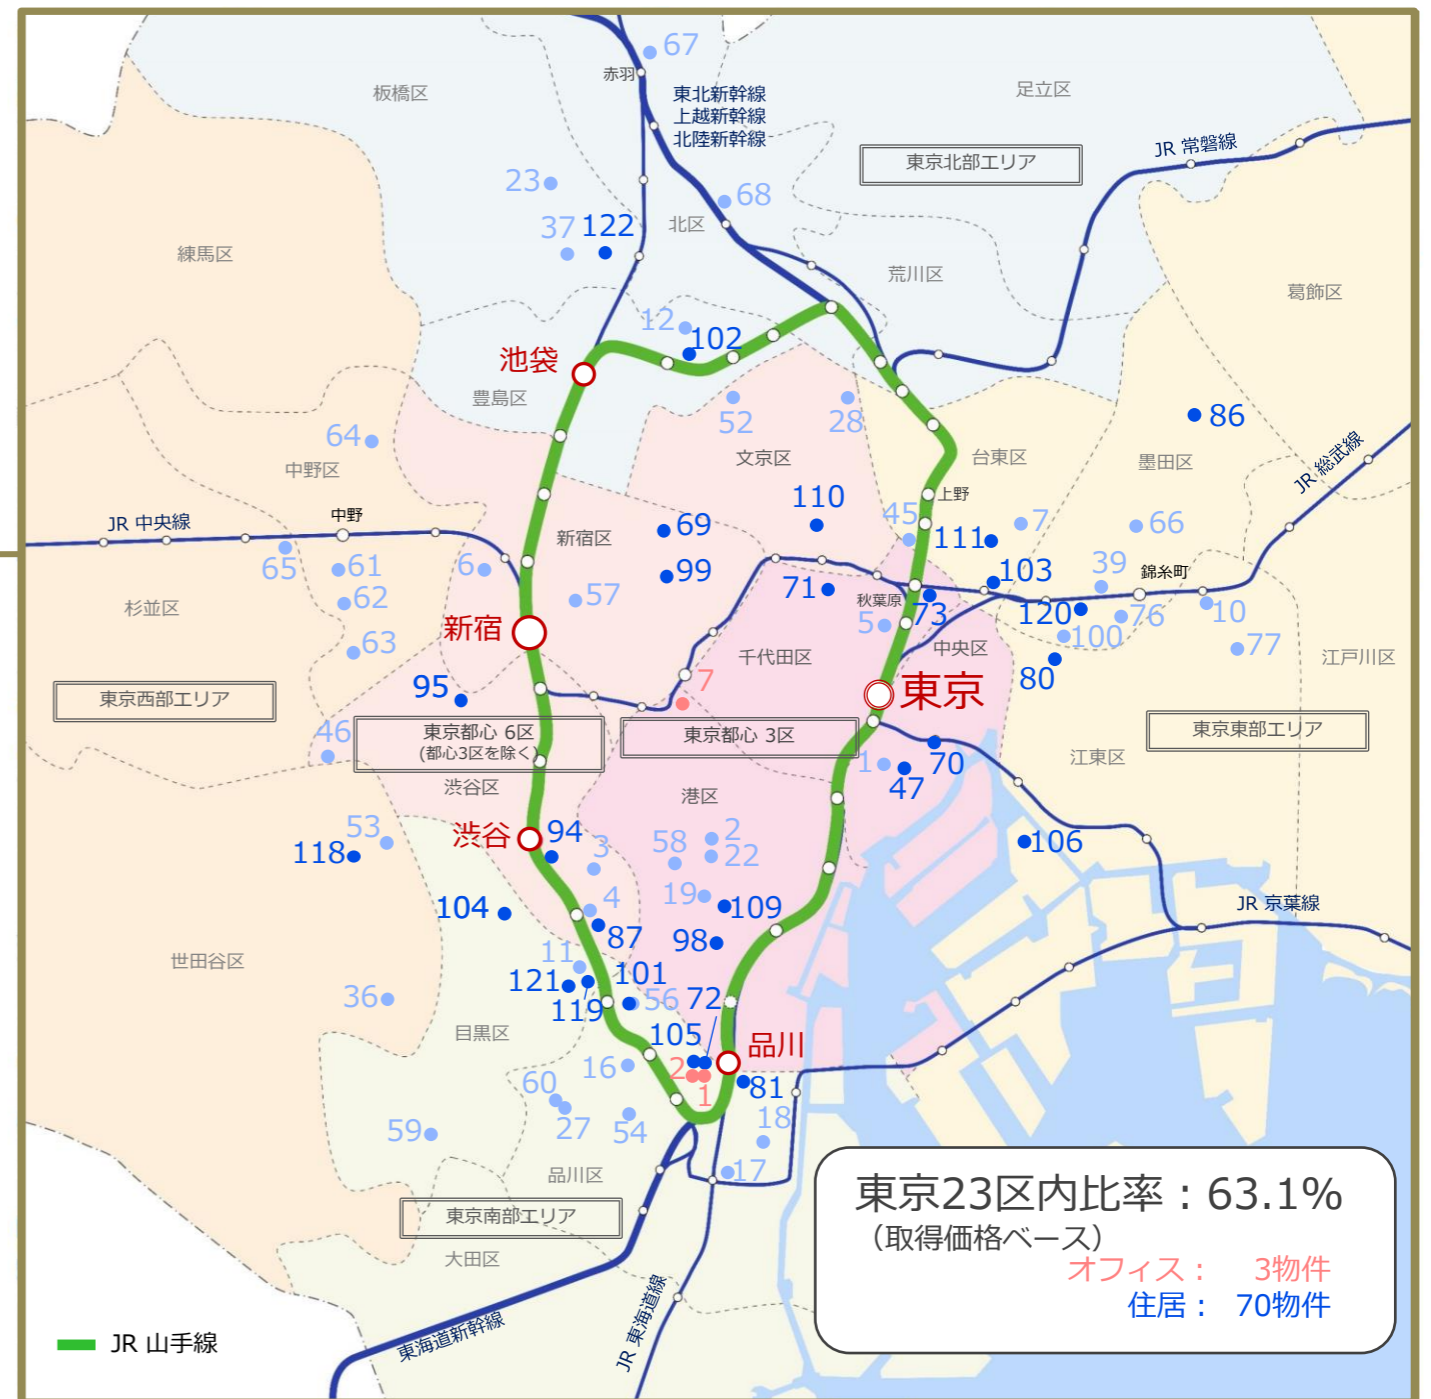 67
赤羽
板橋区
東北新幹線
上越新幹線
北陸新幹線
足立区
JR 常磐線
東京北部エリア
23
68
37
122
北区
練馬区
荒川区
葛飾区
12
102
池袋
豊島区
52
28
86
64
中野区
文京区
台東区
墨田区
JR 総武線
JR 中央線
中野
110
上野
69
新宿区
45
7
66
111
65
61
6
99
103
39
錦糸町
杉並区
62
57
71
秋葉原
73
120
76
10
5
100
新宿
63
千代田区
中央区
80
77
江戸川区
95
7
東京
東京西部エリア
東京都心 6区
(都心3区を除く)
東京都心 3区
東京東部エリア
46
70
1
47
江東区
渋谷区
港区
渋谷
94
53
118
3
58
2
22
106
104
4
19
109
JR 京葉線
87
98
世田谷区
11
101
121
119
56
72
36
目黒区
105
品川
16
2
1
81
60
27
54
18
59
17
品川区
東京南部エリア
大田区
東京23区内比率：63.1%
（取得価格ベース）
オフィス： 3物件
住居： 70物件
JR 山手線
東海道新幹線
JR 東海道線